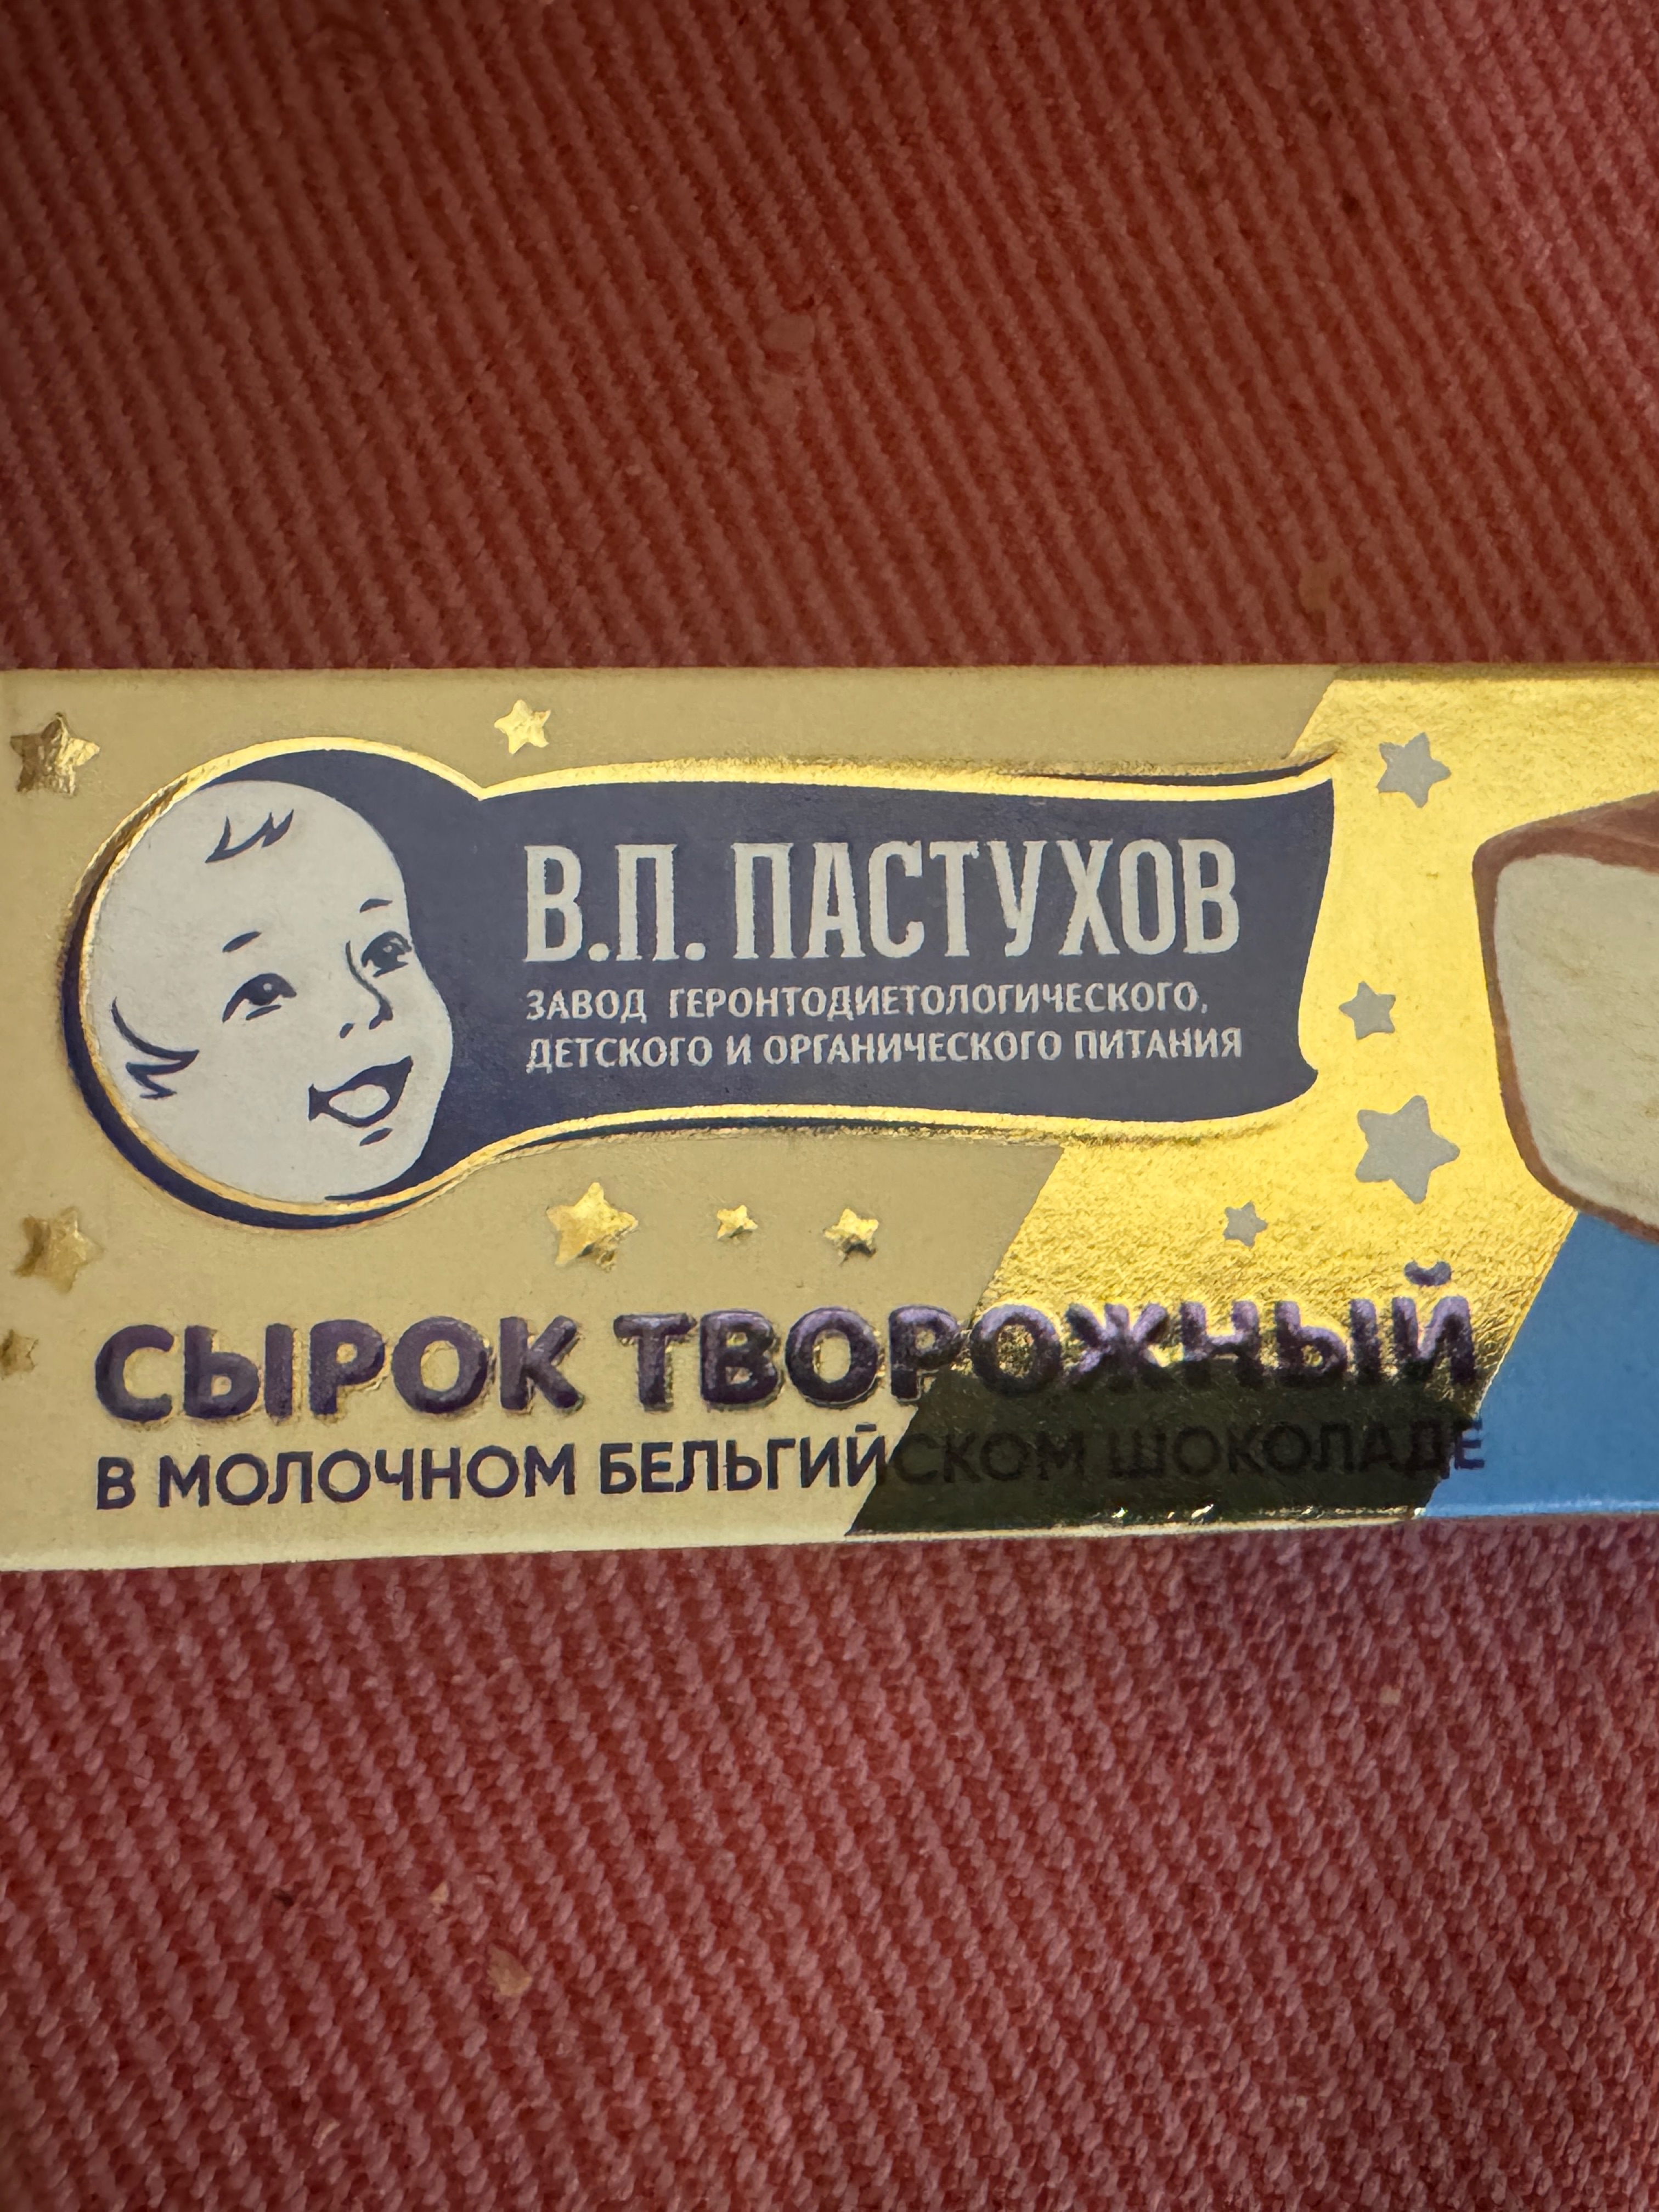 В.П. ПАСТУХОВ
ЗАВОД ГЕРОНТОДИЕТОЛОГИЧЕСКОГО,
ДЕТСКОГО И ОРГАНИЧЕСКОГО ПИТАНИЯ
СЫРОК ТВОРОЖНЫЙ
В МОЛОЧНОМ БЕЛЬГИЙСКОМ ШОКОЛАДЕ